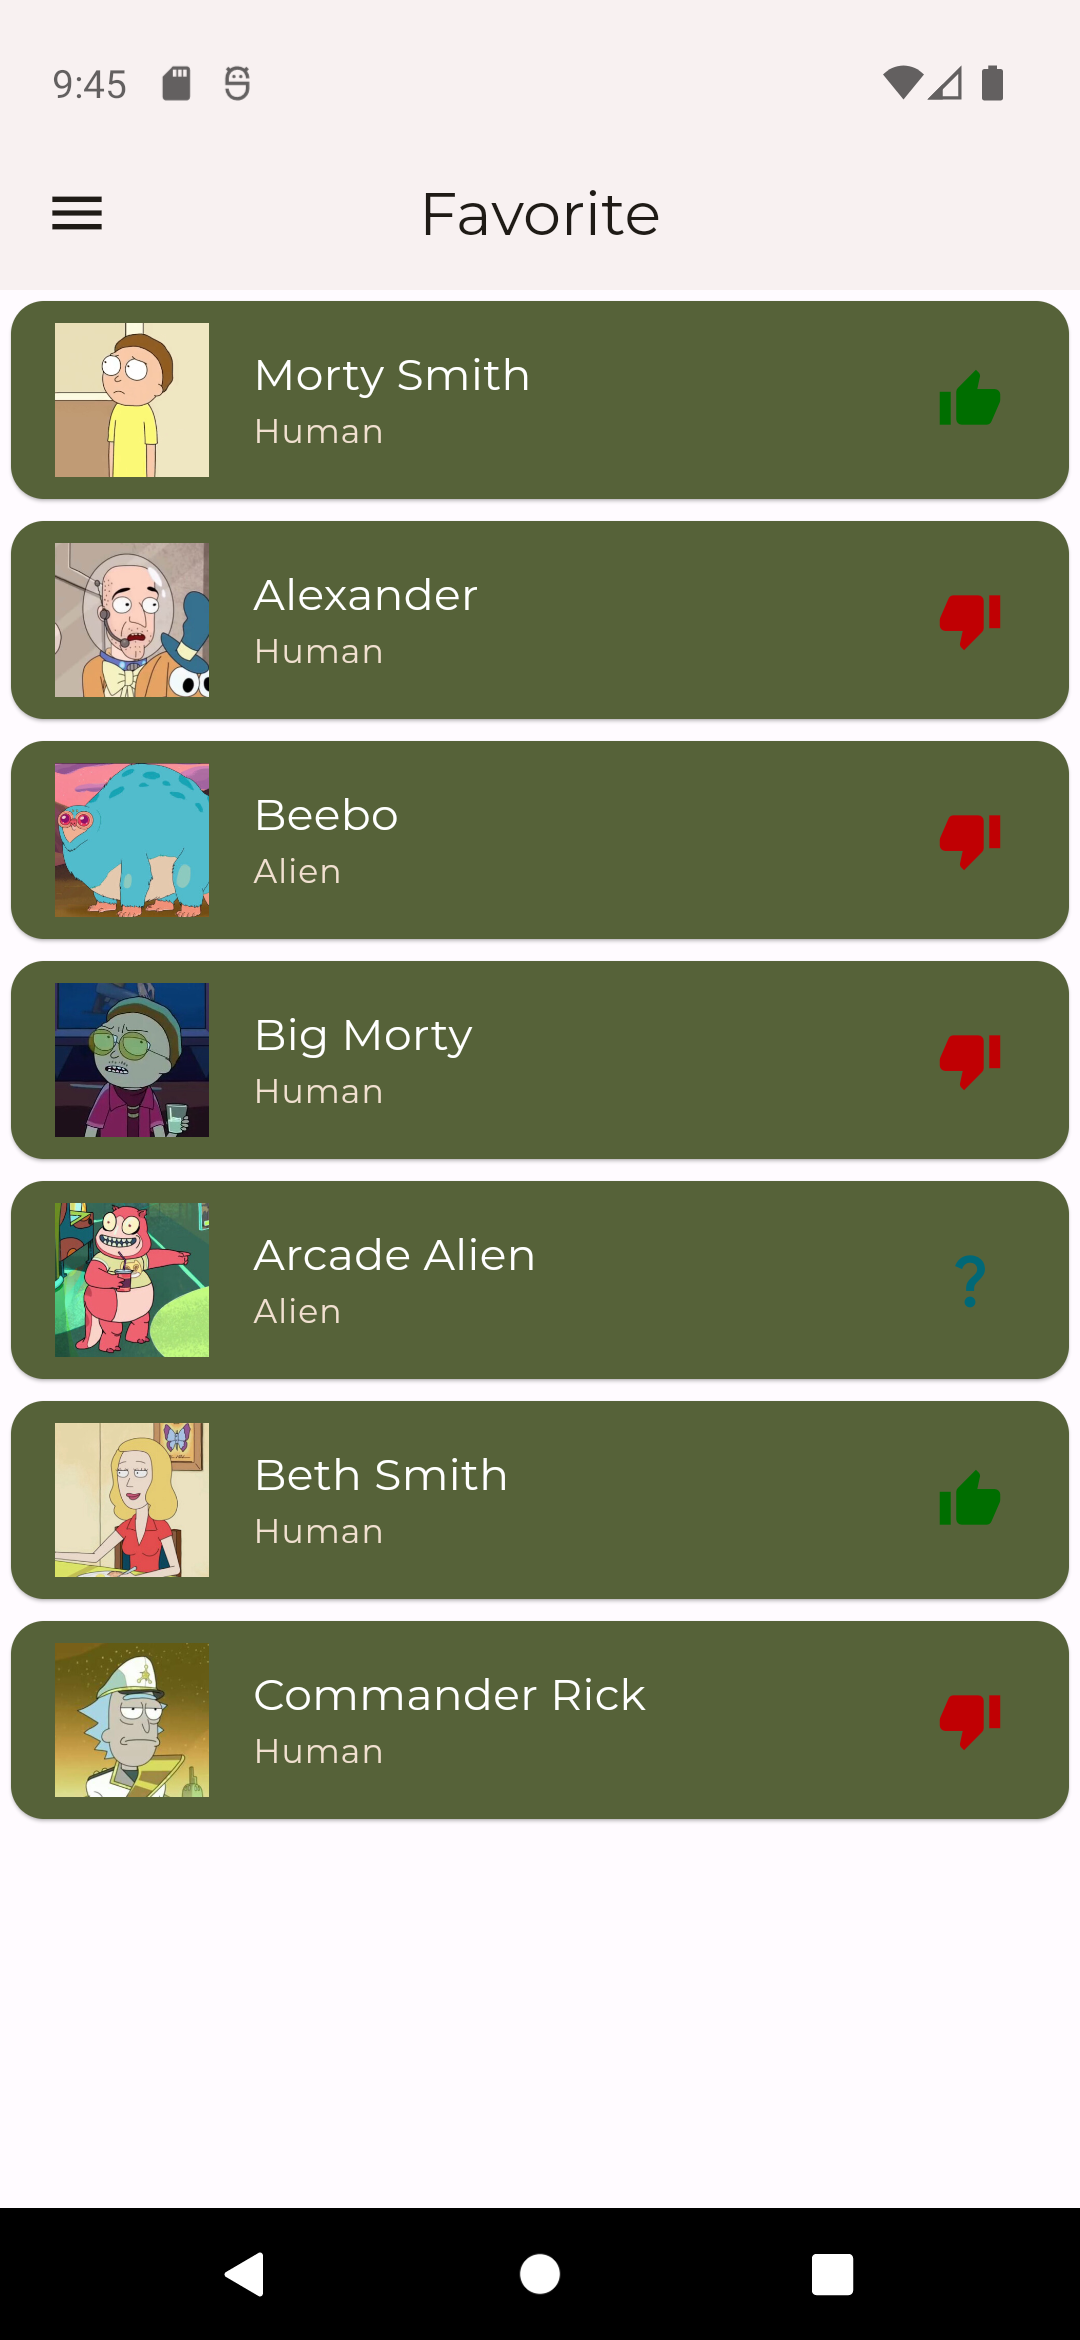 9:45
Favorite
Morty Smith
Human
Alexander
Human
Beebo
Alien
Big Morty
Human
Arcade Alien
Alien
Beth Smith
Human
Commander Rick
Human